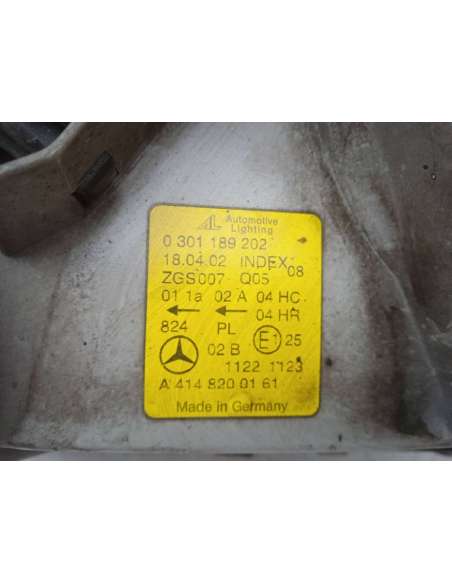 AL Automotive
Lighting
0 301 189 202
18.04.02 INDEX 08
ZGS007 Q05
01 1a 02 A 04 HC
← ← 04 HR
824 PL
02 B E1 25
1122 1123
A 414 820 01 61
Made in Germany